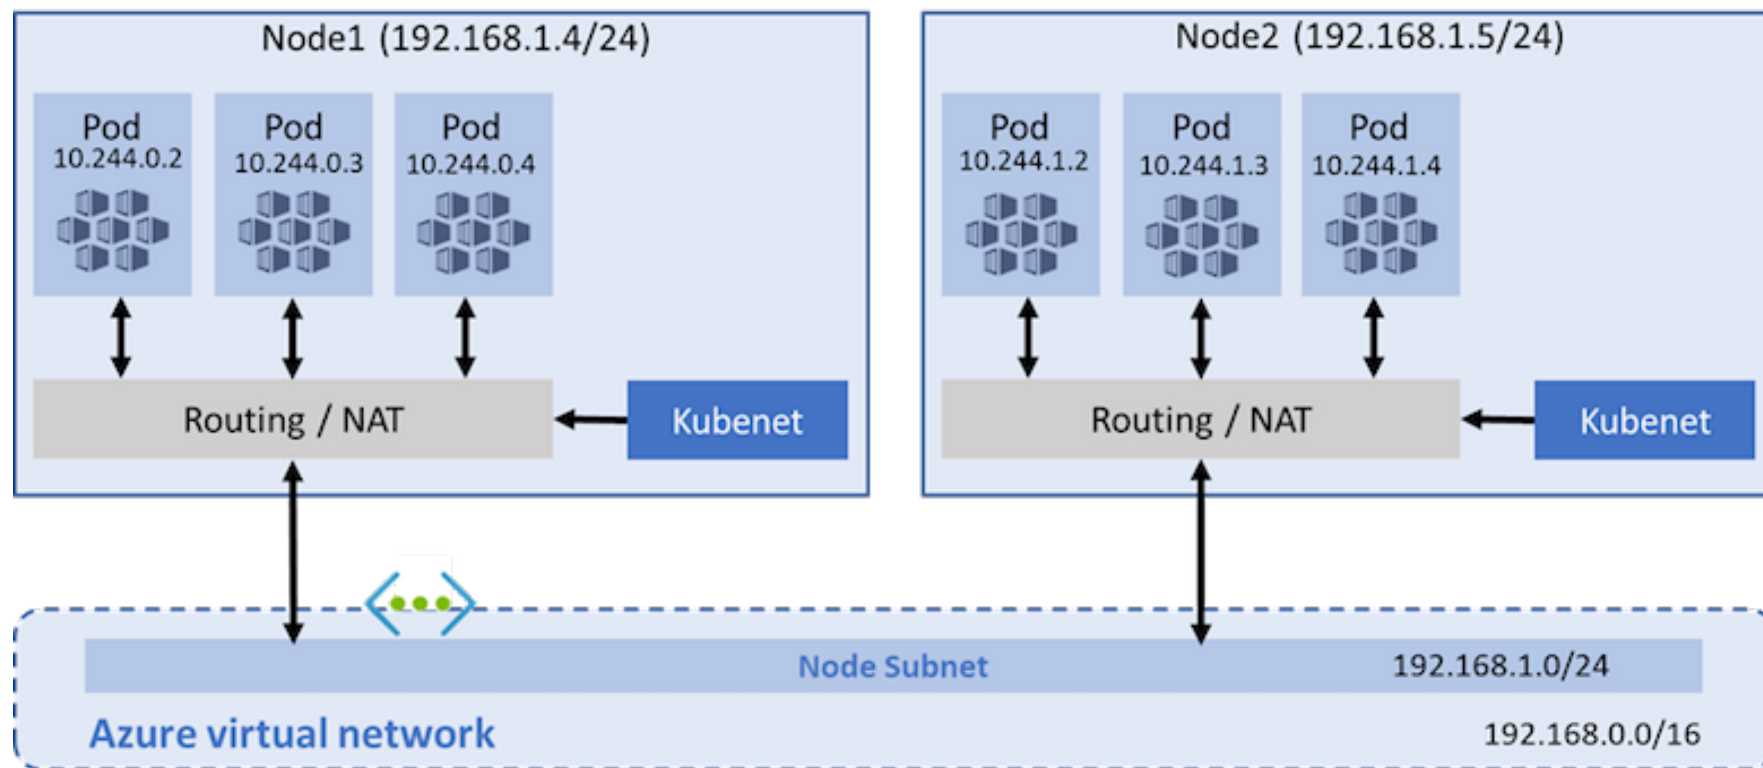 Node1 (192.168.1.4/24)
Pod
10.244.0.2
Pod
10.244.0.3
Pod
10.244.0.4
Routing / NAT
Kubenet
Node2 (192.168.1.5/24)
Pod
10.244.1.2
Pod
10.244.1.3
Pod
10.244.1.4
Routing / NAT
Kubenet
Node Subnet
192.168.1.0/24
Azure virtual network
192.168.0.0/16